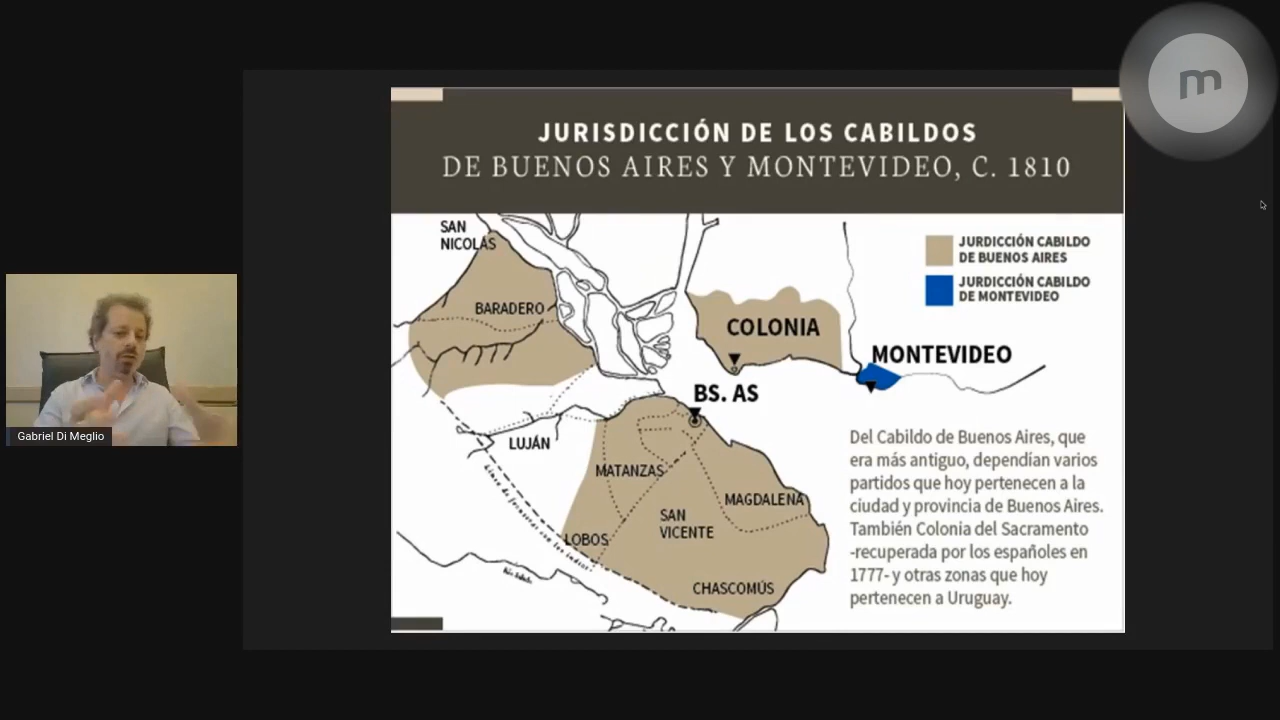 m
JURISDICCIÓN DE LOS CABILDOS
DE BUENOS AIRES Y MONTEVIDEO, C. 1810
SAN
NICOLÁS
BARADERO
JURDICCIÓN CABILDO
DE BUENOS AIRES
JURDICCIÓN CABILDO
DE MONTEVIDEO
COLONIA
MONTEVIDEO
BS. AS
LUJÁN
MATANZAS
MAGDALENA
SAN
VICENTE
LOBOS
CHASCOMÚS
Del Cabildo de Buenos Aires, que
era más antiguo, dependían varios
partidos que hoy pertenecen a la
ciudad y provincia de Buenos Aires.
También Colonia del Sacramento
-recuperada por los españoles en
1777- y otras zonas que hoy
pertenecen a Uruguay.
Gabriel Di Meglio